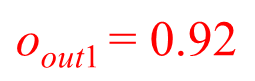 o_out1 = 0.92